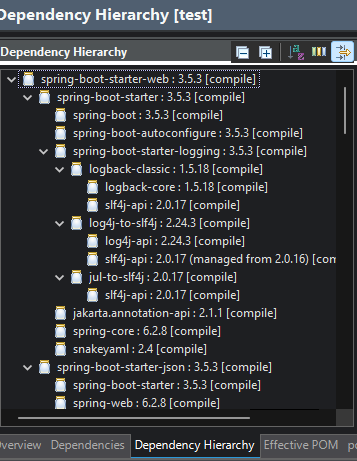 Dependency Hierarchy [test]
Dependency Hierarchy
spring-boot-starter-web : 3.5.3 [compile]
spring-boot-starter : 3.5.3 [compile]
spring-boot : 3.5.3 [compile]
spring-boot-autoconfigure : 3.5.3 [compile]
spring-boot-starter-logging : 3.5.3 [compile]
logback-classic : 1.5.18 [compile]
logback-core : 1.5.18 [compile]
slf4j-api : 2.0.17 [compile]
log4j-to-slf4j : 2.24.3 [compile]
log4j-api : 2.24.3 [compile]
slf4j-api : 2.0.17 (managed from 2.0.16) [com
jul-to-slf4j : 2.0.17 [compile]
slf4j-api : 2.0.17 [compile]
jakarta.annotation-api : 2.1.1 [compile]
spring-core : 6.2.8 [compile]
snakeyaml : 2.4 [compile]
spring-boot-starter-json : 3.5.3 [compile]
spring-boot-starter : 3.5.3 [compile]
spring-web : 6.2.8 [compile]
verview Dependencies Dependency Hierarchy Effective POM po